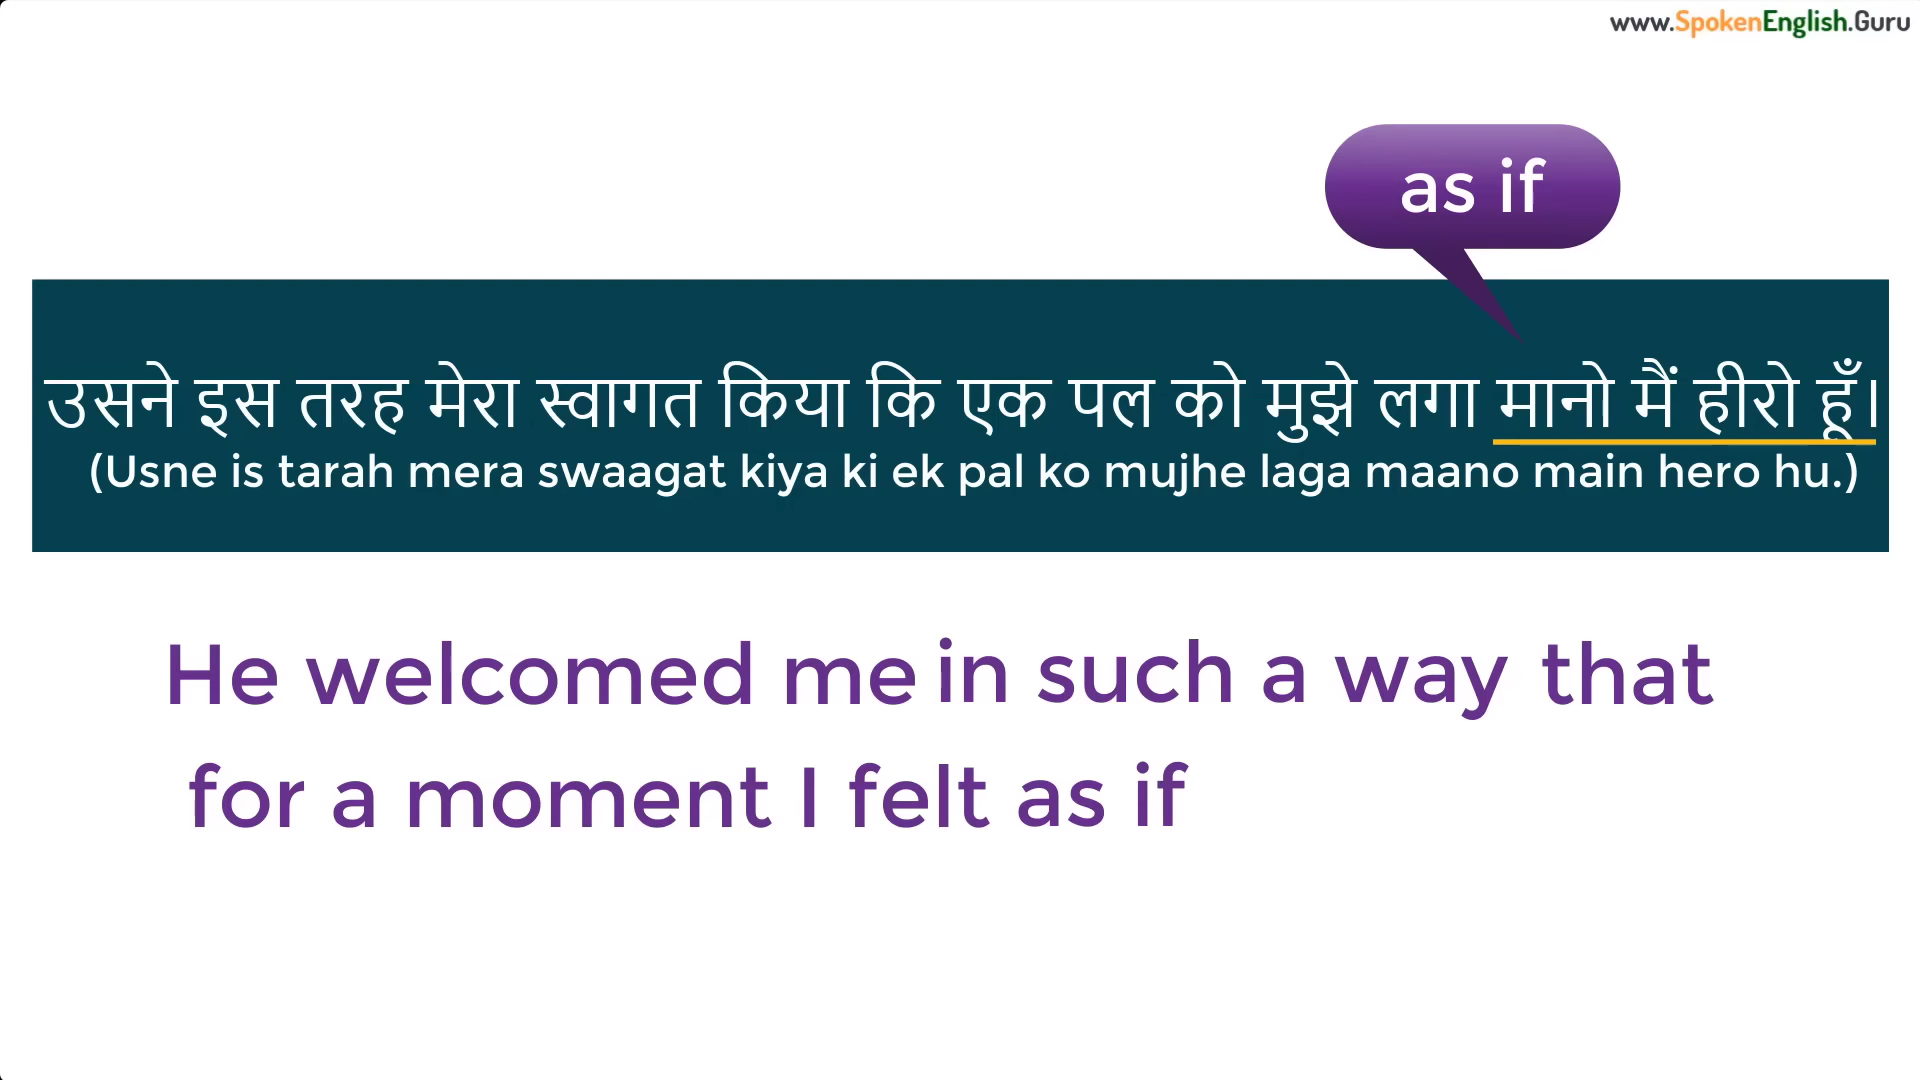 www.SpokenEnglish.Guru
as if
उसने इस तरह मेरा स्वागत किया कि एक पल को मुझे लगा मानो मैं हीरो हूँ।
(Usne is tarah mera swaagat kiya ki ek pal ko mujhe laga maano main hero hu.)
He welcomed me in such a way that
for a moment I felt as if